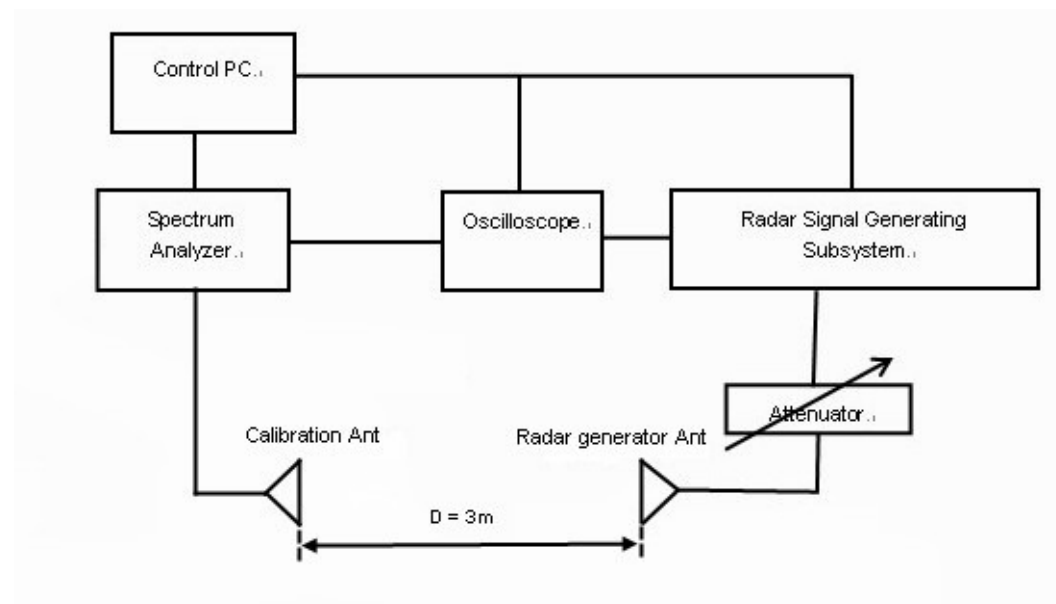 Control PC.
Spectrum
Analyzer.
Oscilloscope.
Radar Signal Generating
Subsystem.
Attenuator.
Calibration Ant
Radar generator Ant
D = 3m